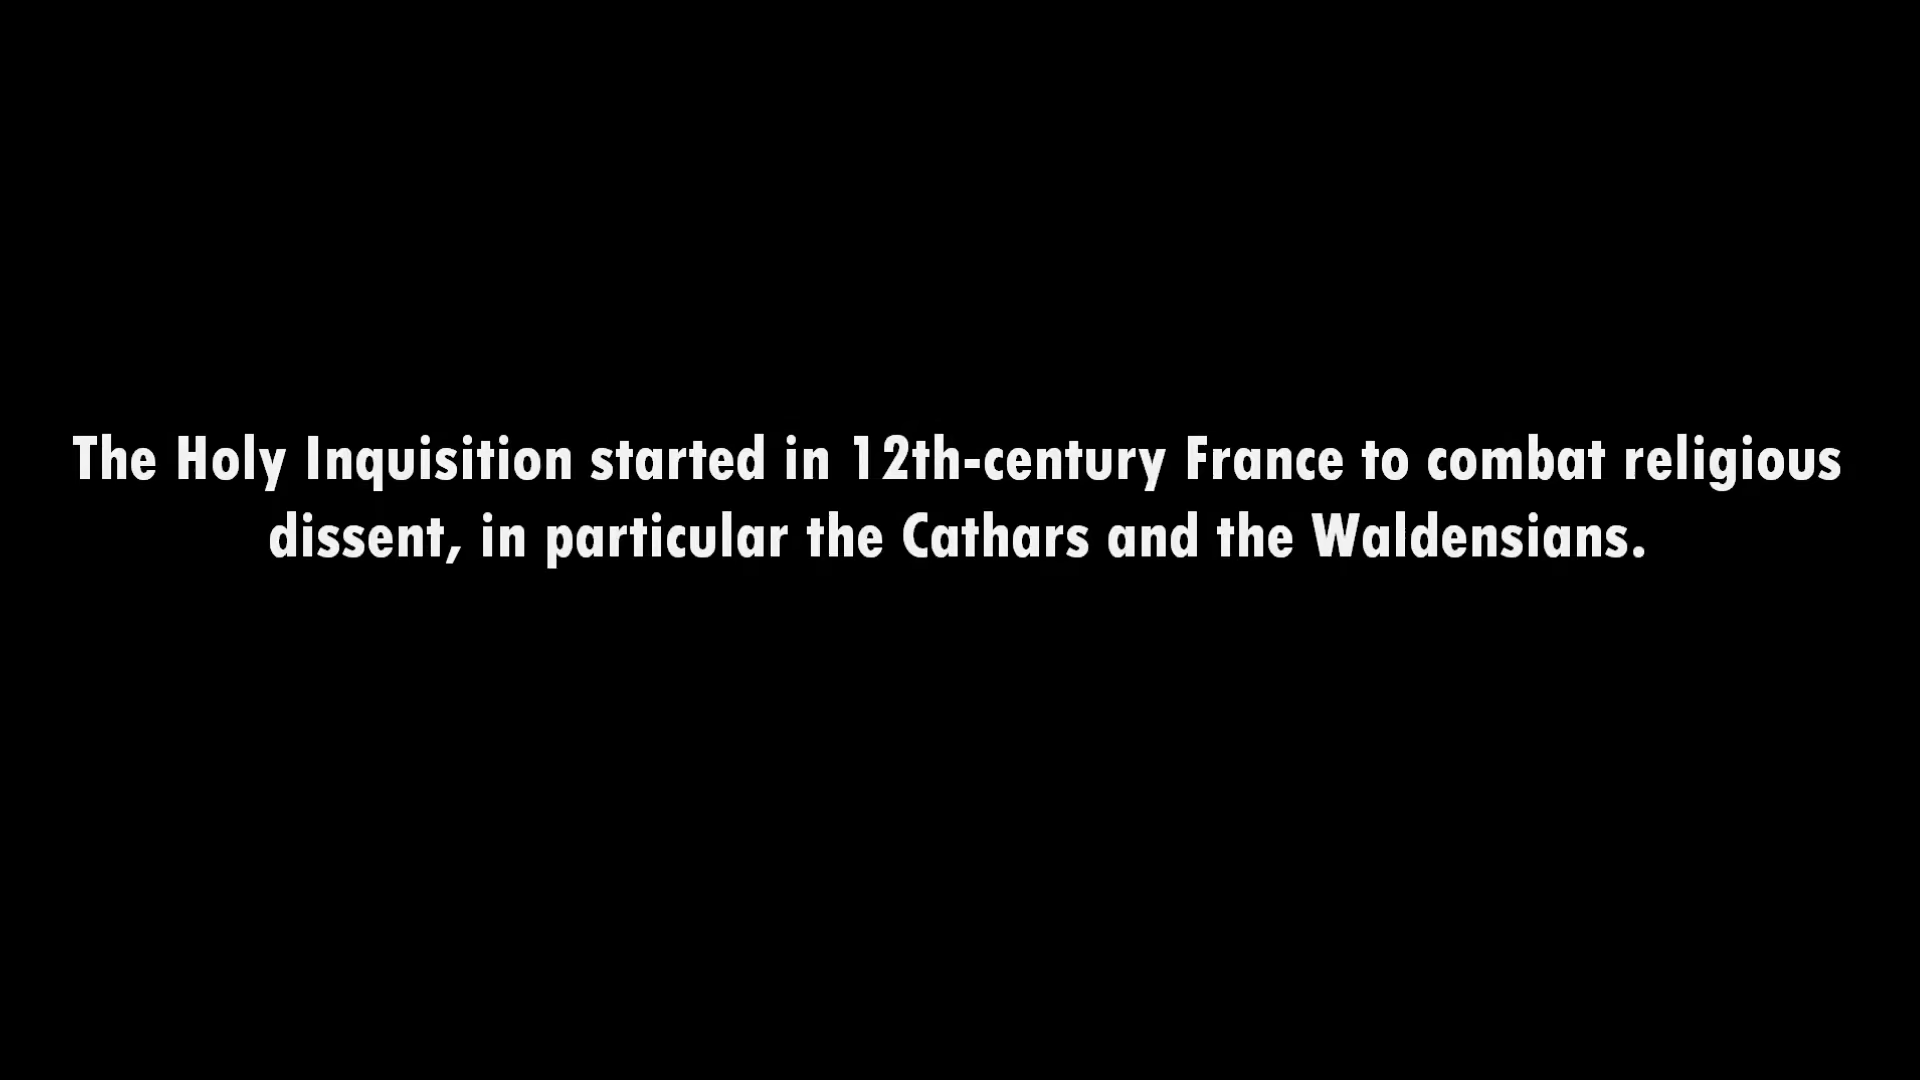 The Holy Inquisition started in 12th-century France to combat religious
dissent, in particular the Cathars and the Waldensians.